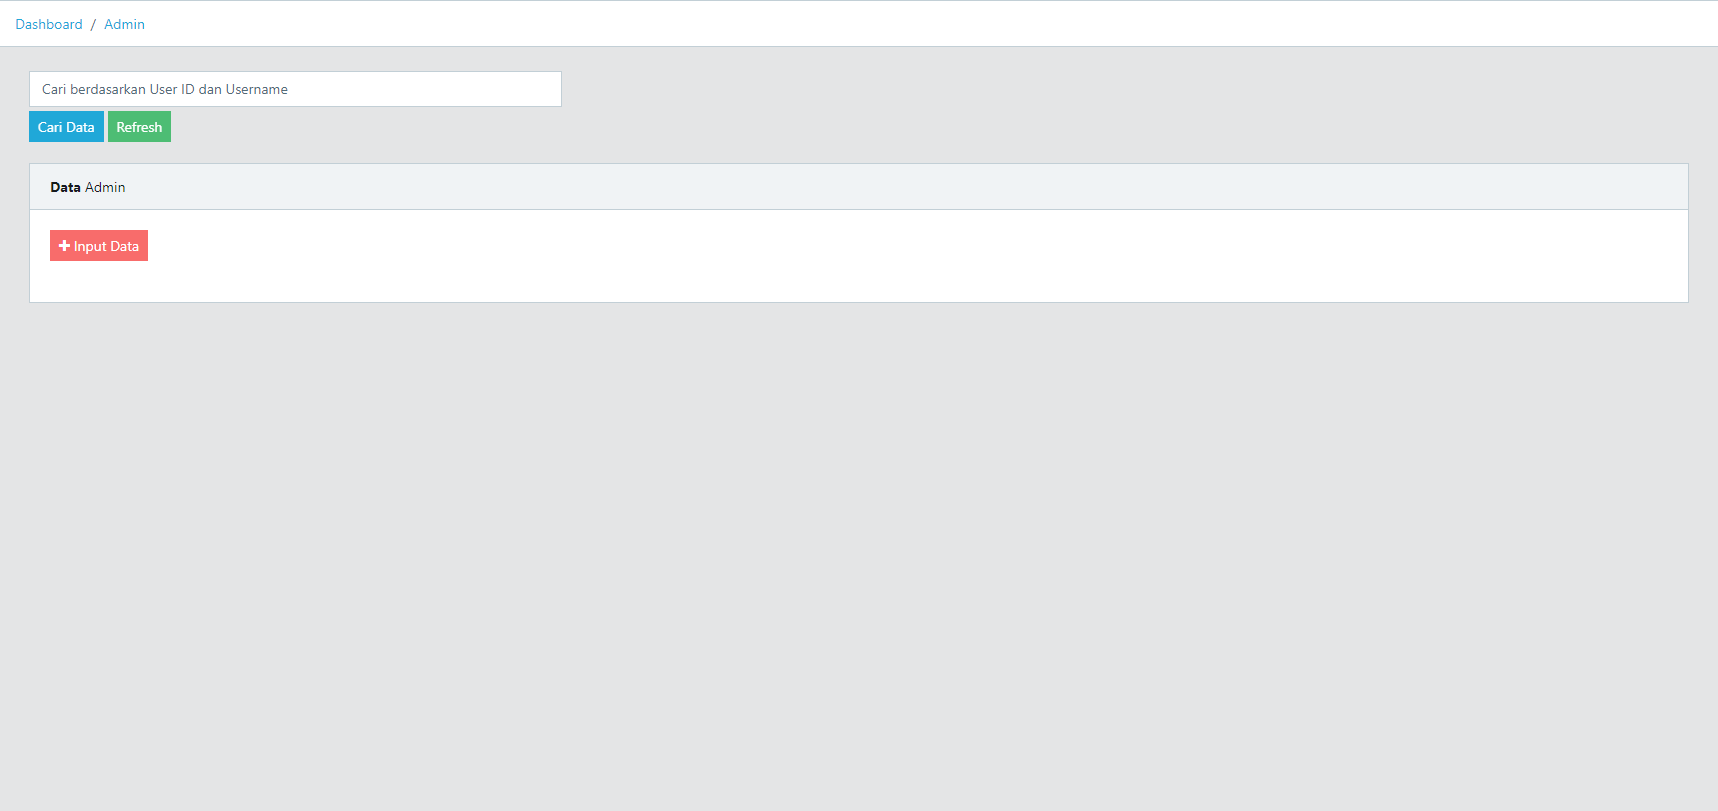 Dashboard / Admin
Cari berdasarkan User ID dan Username
Cari Data Refresh
Data Admin
Input Data